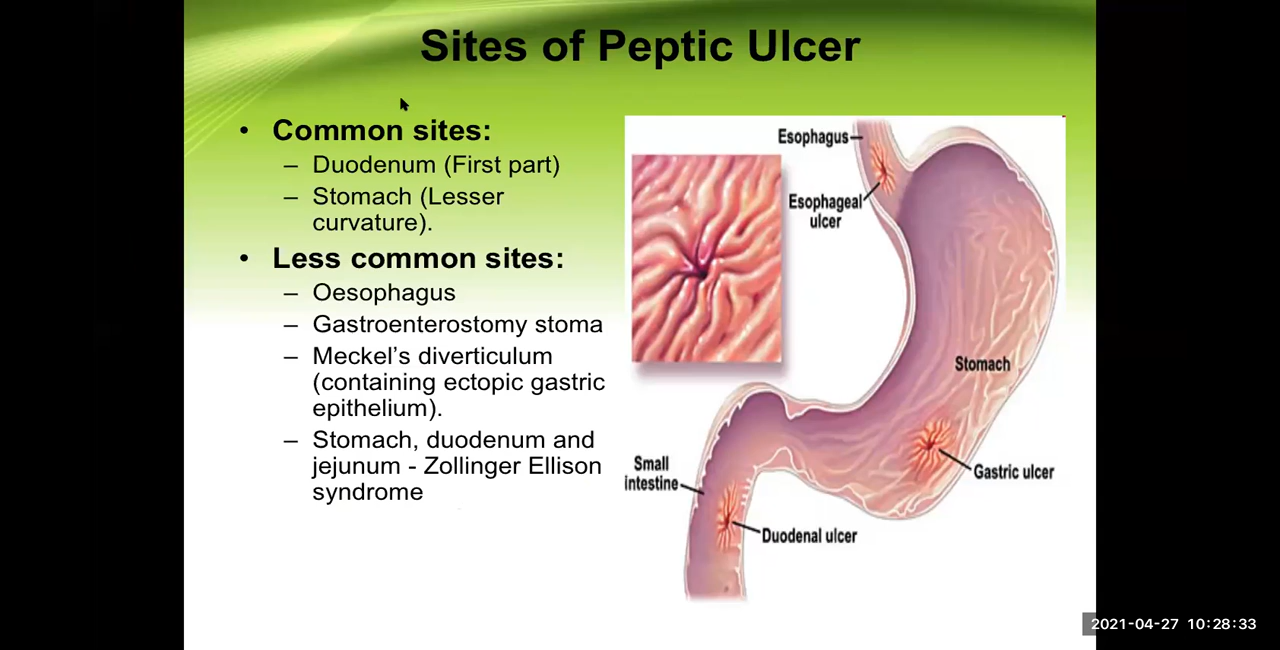 Sites of Peptic Ulcer
• Common sites:
– Duodenum (First part)
– Stomach (Lesser
curvature).
• Less common sites:
– Oesophagus
– Gastroenterostomy stoma
– Meckel’s diverticulum
(containing ectopic gastric
epithelium).
– Stomach, duodenum and
jejunum - Zollinger Ellison
syndrome
Esophagus
Esophageal
ulcer
Stomach
Gastric ulcer
Small
intestine
Duodenal ulcer
2021-04-27 10:28:33